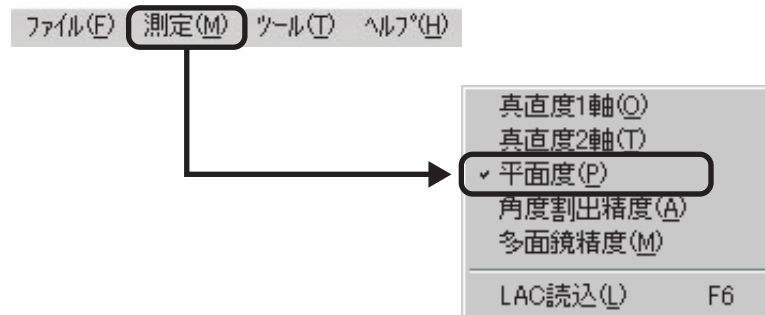 ファイル(F) 測定(M) ツール(T) ヘルプ(H)
真直度1軸(O)
真直度2軸(T)
✓ 平面度(P)
角度割出精度(A)
多面鏡精度(M)
LAC読込(L) F6